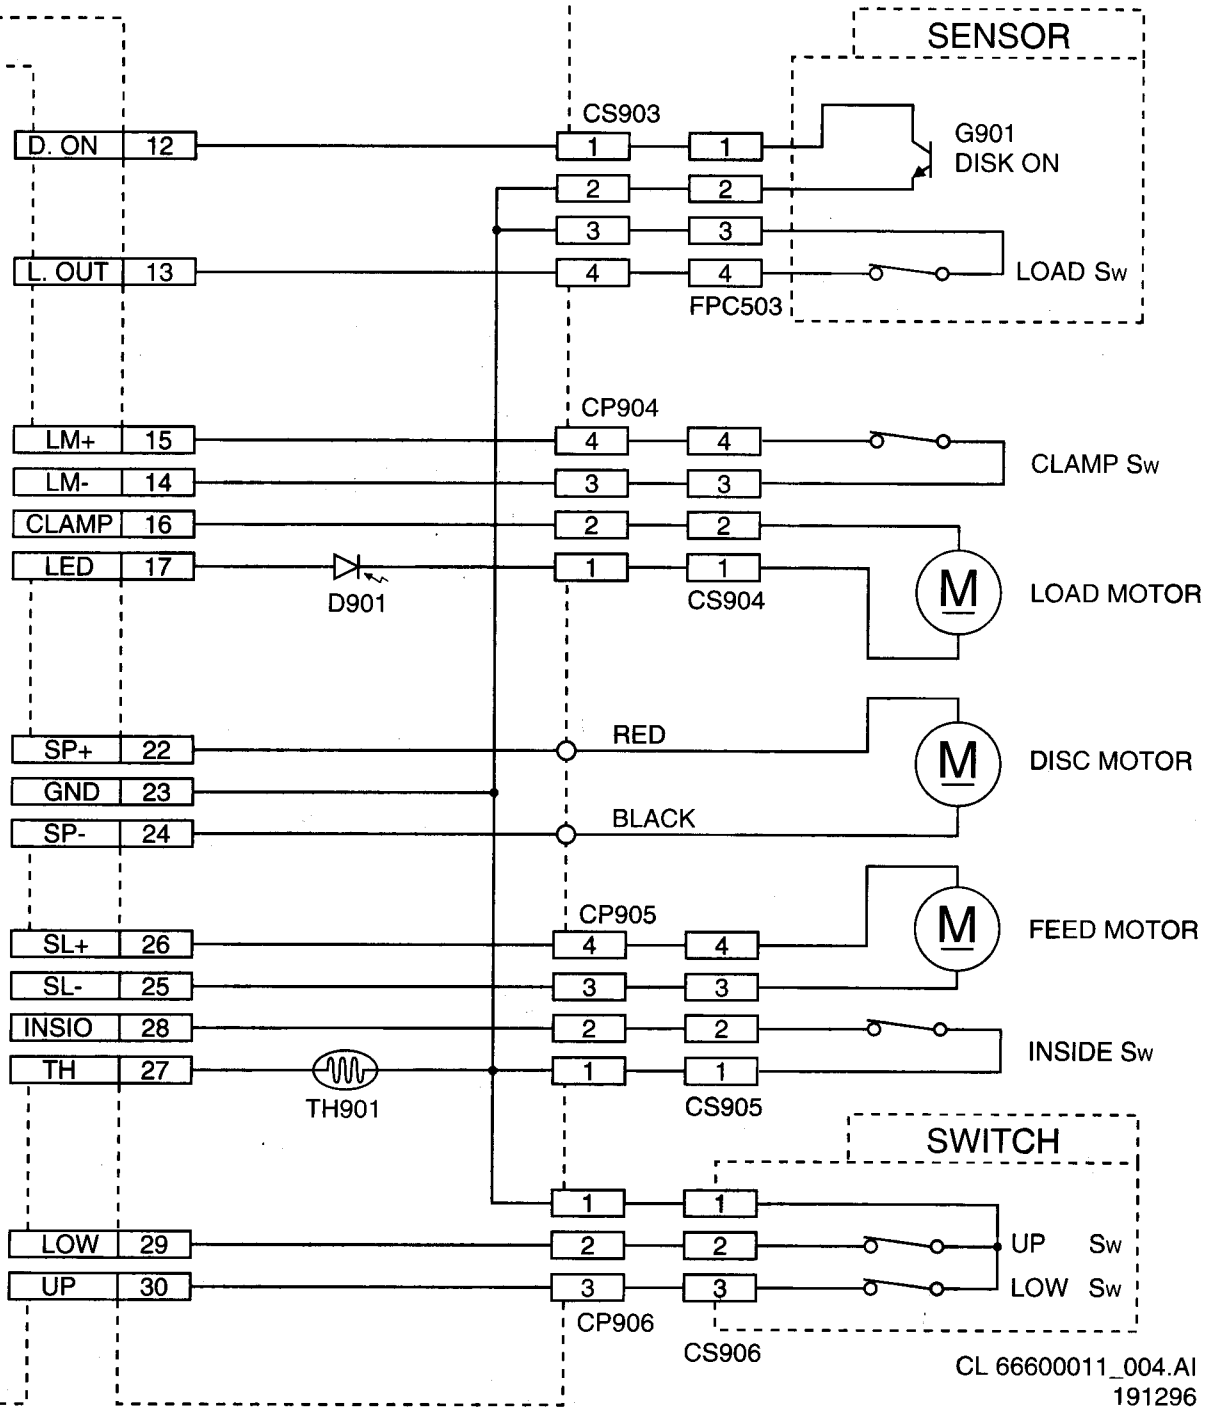 SENSOR
CS903
D. ON 12 1 1 G901
DISK ON
2 2
3 3
L. OUT 13 4 4 LOAD Sw
FPC503
CP904
LM+ 15 4 4
CLAMP Sw
LM- 14 3 3
CLAMP 16 2 2
LED 17 1 1
D901 CS904 M LOAD MOTOR
RED
SP+ 22
M DISC MOTOR
GND 23
BLACK
SP- 24
CP905
M FEED MOTOR
SL+ 26 4 4
SL- 25 3 3
INSIO 28 2 2
INSIDE Sw
TH 27 1 1
TH901 CS905
SWITCH
1 1
LOW 29 2 2 UP Sw
UP 30 3 3 LOW Sw
CP906
CS906
CL 66600011_004.AI
191296